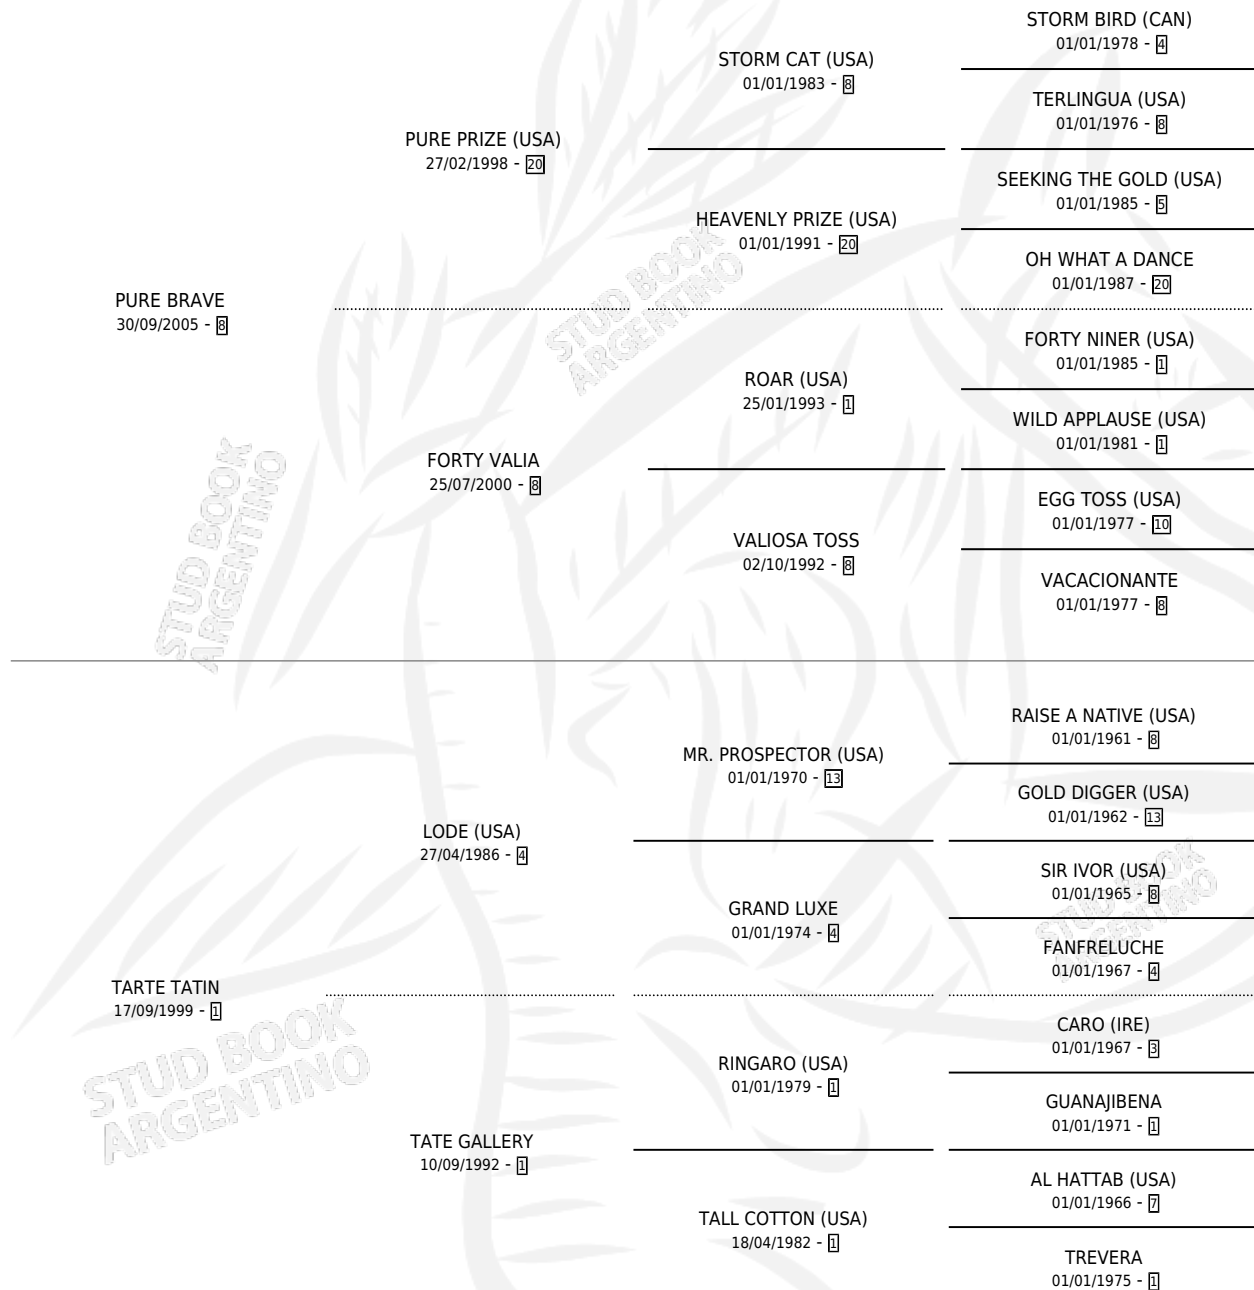 STORM BIRD (CAN)
01/01/1978 - 4
STORM CAT (USA)
01/01/1983 - 8
TERLINGUA (USA)
01/01/1976 - 8
PURE PRIZE (USA)
27/02/1998 - 20
SEEKING THE GOLD (USA)
01/01/1985 - 5
HEAVENLY PRIZE (USA)
01/01/1991 - 20
OH WHAT A DANCE
01/01/1987 - 20
PURE BRAVE
30/09/2005 - 8
STUD BOOK
ARGENTINO
FORTY NINER (USA)
01/01/1985 - 1
ROAR (USA)
25/01/1993 - 1
WILD APPLAUSE (USA)
01/01/1981 - 1
FORTY VALIA
25/07/2000 - 8
EGG TOSS (USA)
01/01/1977 - 10
VALIOSA TOSS
02/10/1992 - 8
VACACIONANTE
01/01/1977 - 8
STUD BOOK
ARGENTINO
RAISE A NATIVE (USA)
01/01/1961 - 8
MR. PROSPECTOR (USA)
01/01/1970 - 13
GOLD DIGGER (USA)
01/01/1962 - 13
LODE (USA)
27/04/1986 - 4
SIR IVOR (USA)
01/01/1965 - 8
GRAND LUXE
01/01/1974 - 4
FANFRELUCHE
01/01/1967 - 4
STUD BOOK
ARGENTINO
TARTE TATIN
17/09/1999 - 1
CARO (IRE)
01/01/1967 - 3
RINGARO (USA)
01/01/1979 - 1
GUANAJIBENA
01/01/1971 - 1
STUD BOOK
ARGENTINO
TATE GALLERY
10/09/1992 - 1
AL HATTAB (USA)
01/01/1966 - 7
TALL COTTON (USA)
18/04/1982 - 1
TREVERA
01/01/1975 - 1